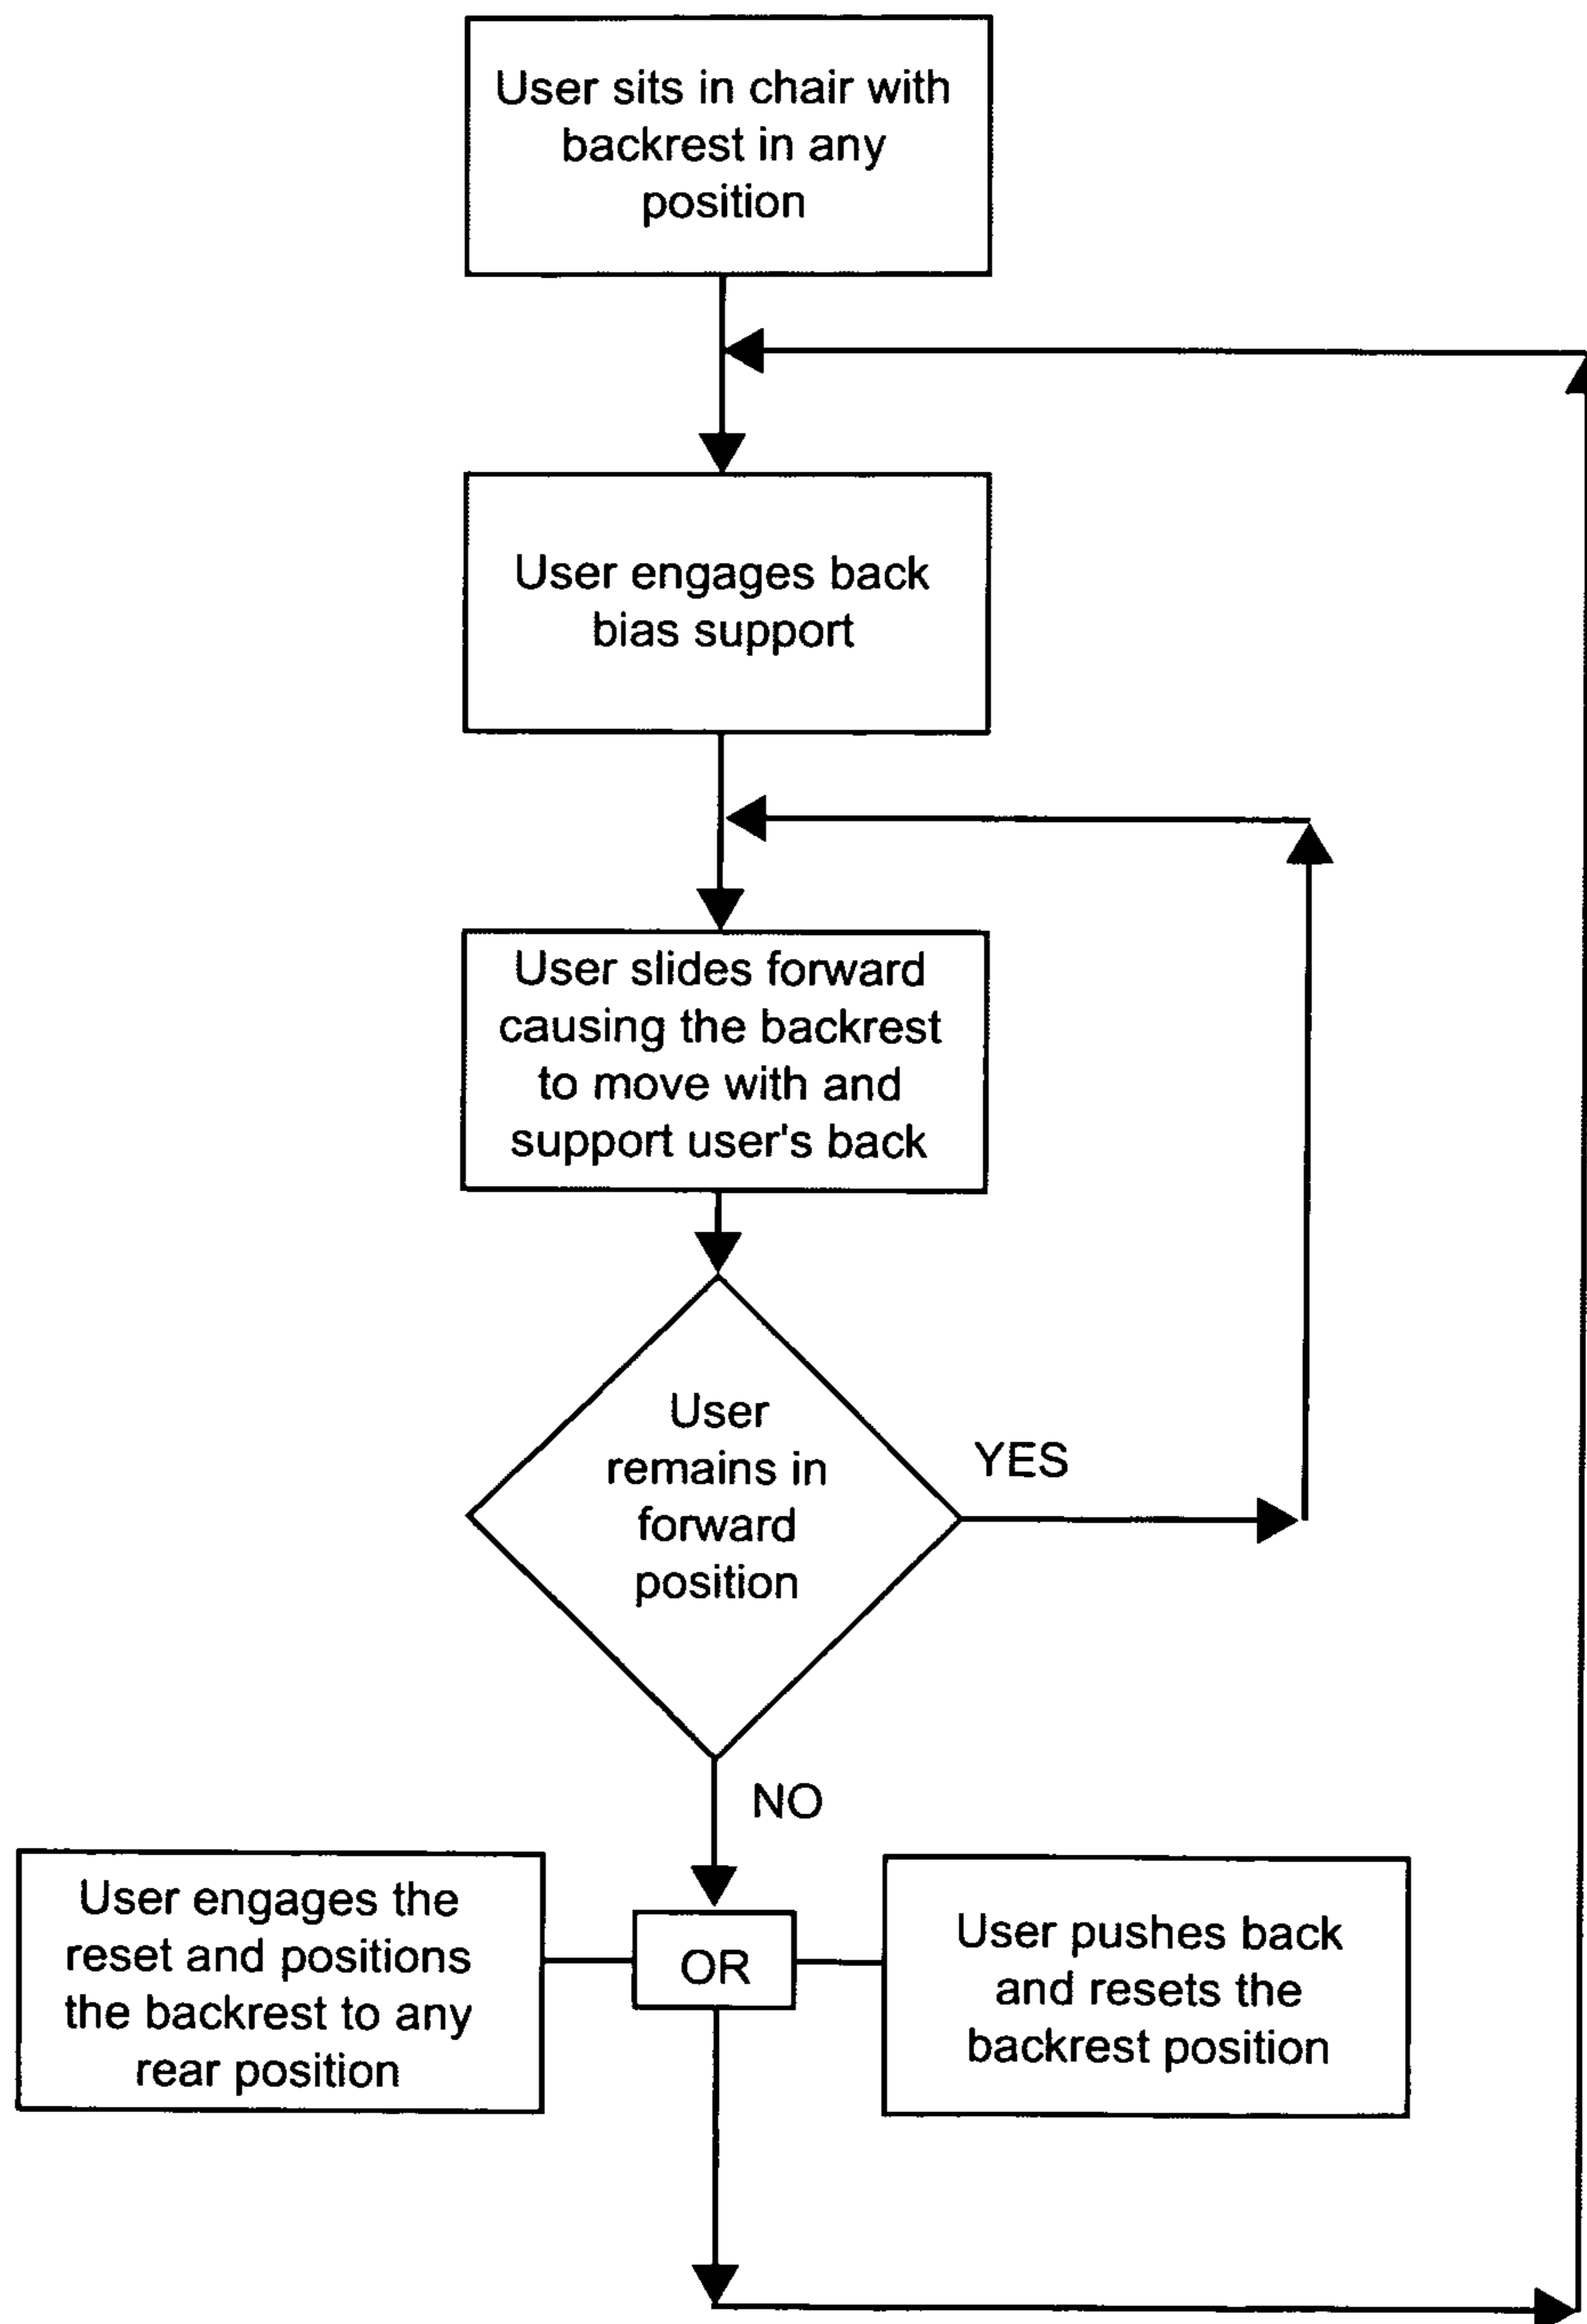 User sits in chair with
backrest in any
position
User engages back
bias support
User slides forward
causing the backrest
to move with and
support user's back
User
remains in
forward
position
YES
NO
User engages the
reset and positions
the backrest to any
rear position
OR
User pushes back
and resets the
backrest position